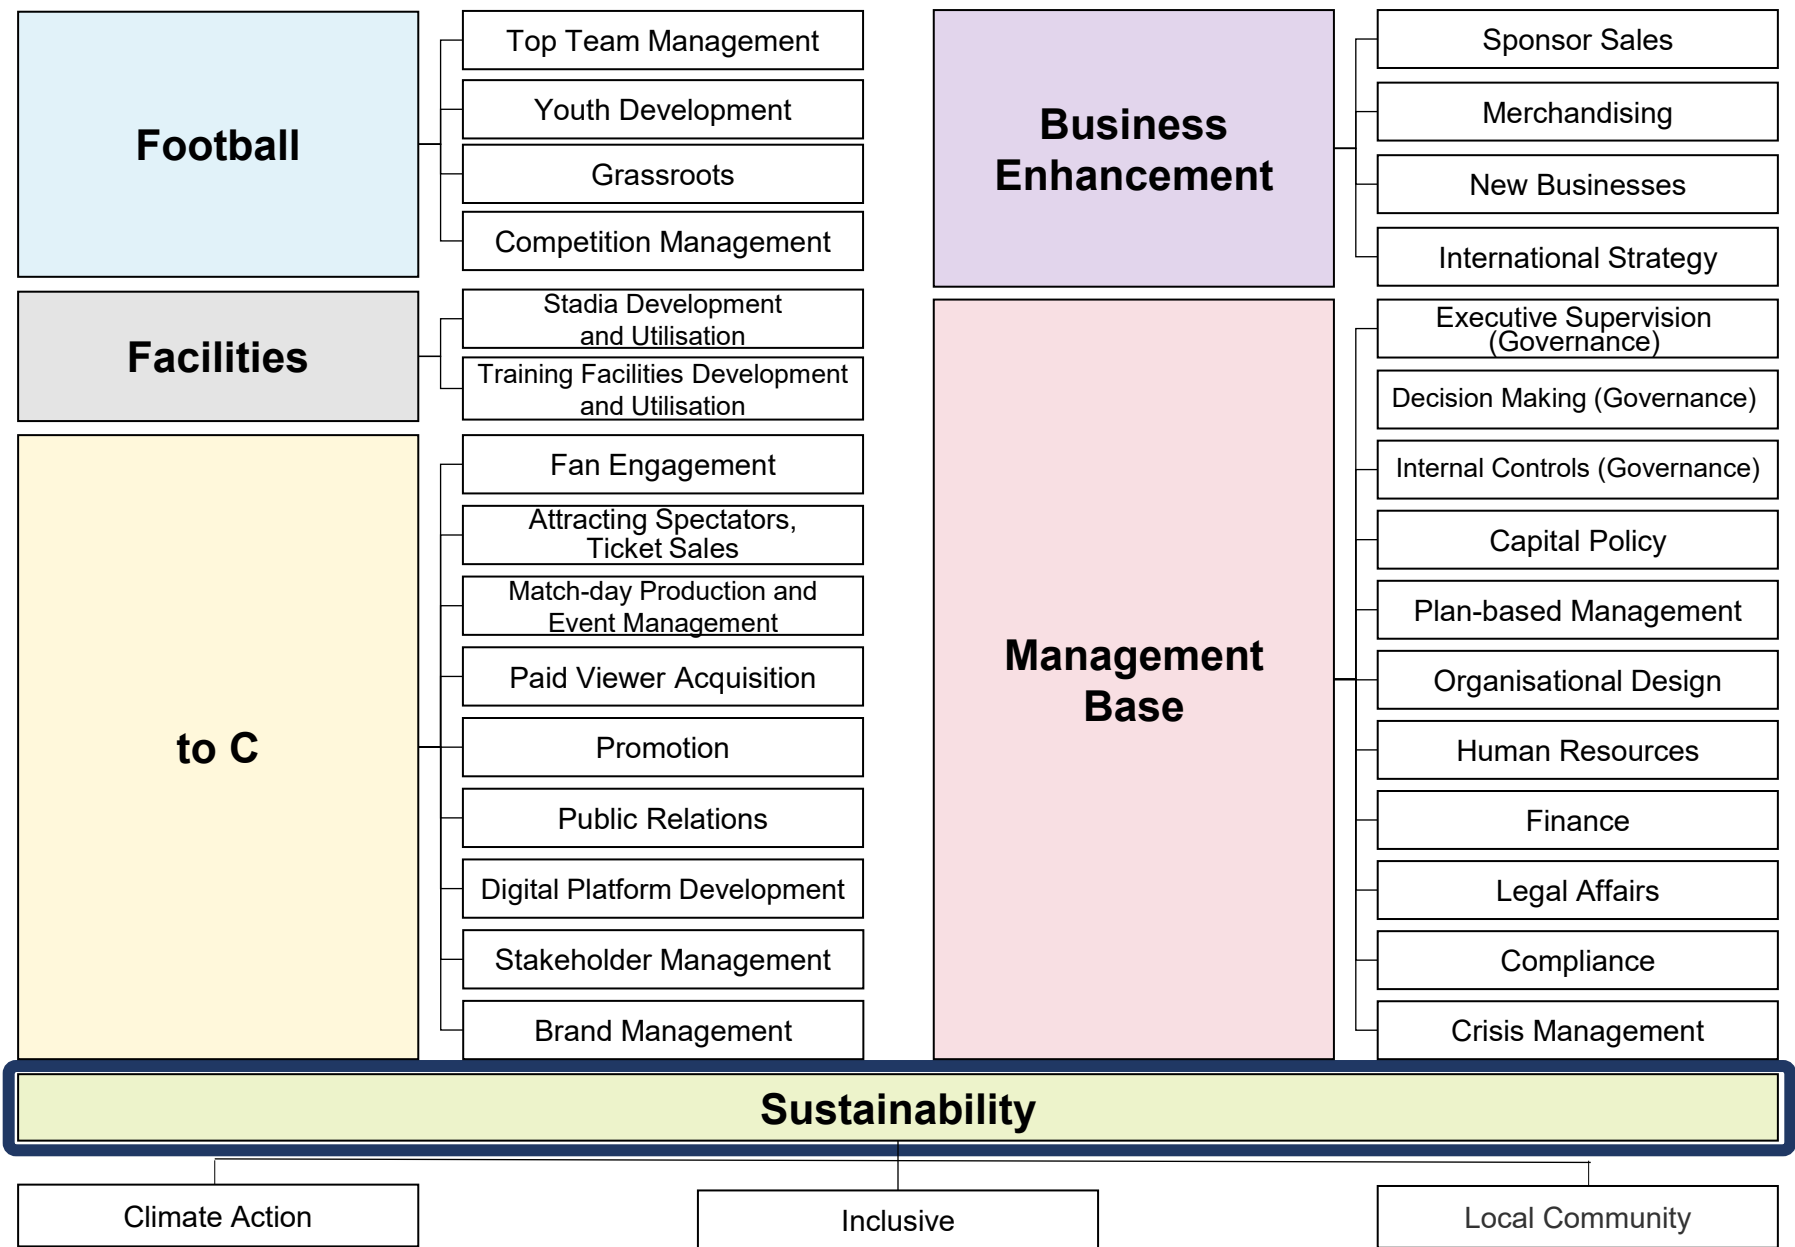 Football
Top Team Management
Youth Development
Grassroots
Competition Management
Facilities
Stadia Development
and Utilisation
Training Facilities Development
and Utilisation
to C
Fan Engagement
Attracting Spectators,
Ticket Sales
Match-day Production and
Event Management
Paid Viewer Acquisition
Promotion
Public Relations
Digital Platform Development
Stakeholder Management
Brand Management
Business
Enhancement
Sponsor Sales
Merchandising
New Businesses
International Strategy
Management
Base
Executive Supervision
(Governance)
Decision Making (Governance)
Internal Controls (Governance)
Capital Policy
Plan-based Management
Organisational Design
Human Resources
Finance
Legal Affairs
Compliance
Crisis Management
Sustainability
Climate Action
Inclusive
Local Community